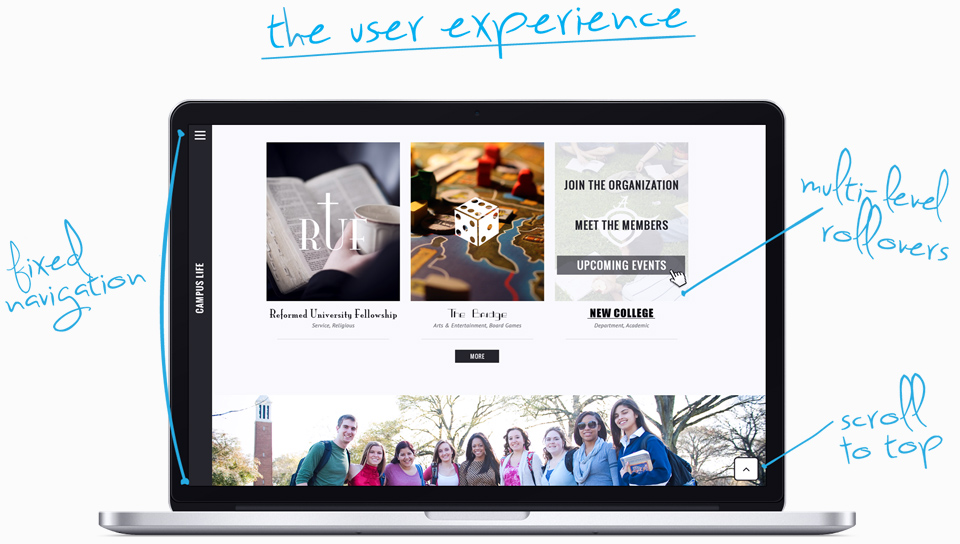 the user experience
fixed
navigation
CAMPUS LIFE
RUF
JOIN THE ORGANIZATION
MEET THE MEMBERS
UPCOMING EVENTS
Reformed University Fellowship
Service, Religious
The Bridge
Arts & Entertainment, Board Games
NEW COLLEGE
Department, Academic
MORE
multi-level
rollovers
scroll
to top